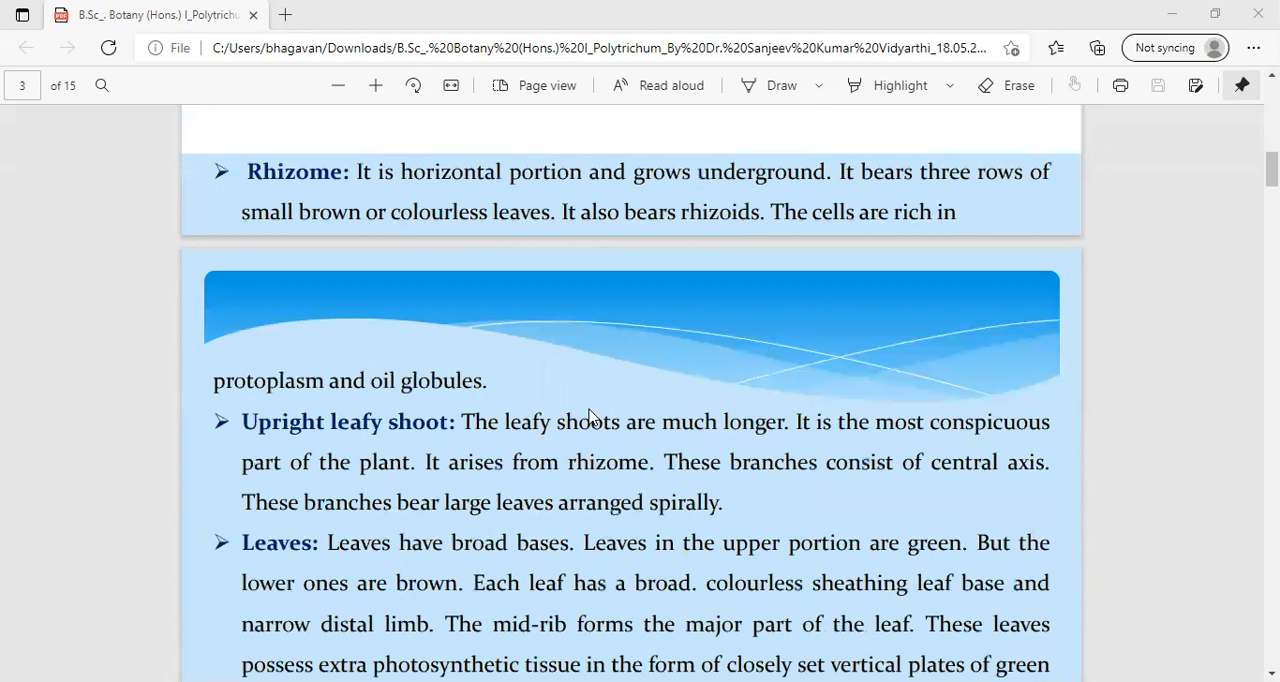 B.Sc_. Botany (Hons.) I_Polytrichu
File
C:/Users/bhagavàn/Downloads/B.Sc_.%20Botany%20(Hons.)%20I_Polytrichum_By%20Dr.%20Sanjeev%20Kumar%20Vidyarthi_18.05.2...
Not syncing
3 of 15
Page view
Read aloud
Draw
Highlight
Erase
Rhizome: It is horizontal portion and grows underground. It bears three rows of
small brown or colourless leaves. It also bears rhizoids. The cells are rich in
protoplasm and oil globules.
Upright leafy shoot: The leafy shoots are much longer. It is the most conspicuous
part of the plant. It arises from rhizome. These branches consist of central axis.
These branches bear large leaves arranged spirally.
Leaves: Leaves have broad bases. Leaves in the upper portion are green. But the
lower ones are brown. Each leaf has a broad. colourless sheathing leaf base and
narrow distal limb. The mid-rib forms the major part of the leaf. These leaves
possess extra photosynthetic tissue in the form of closely set vertical plates of green